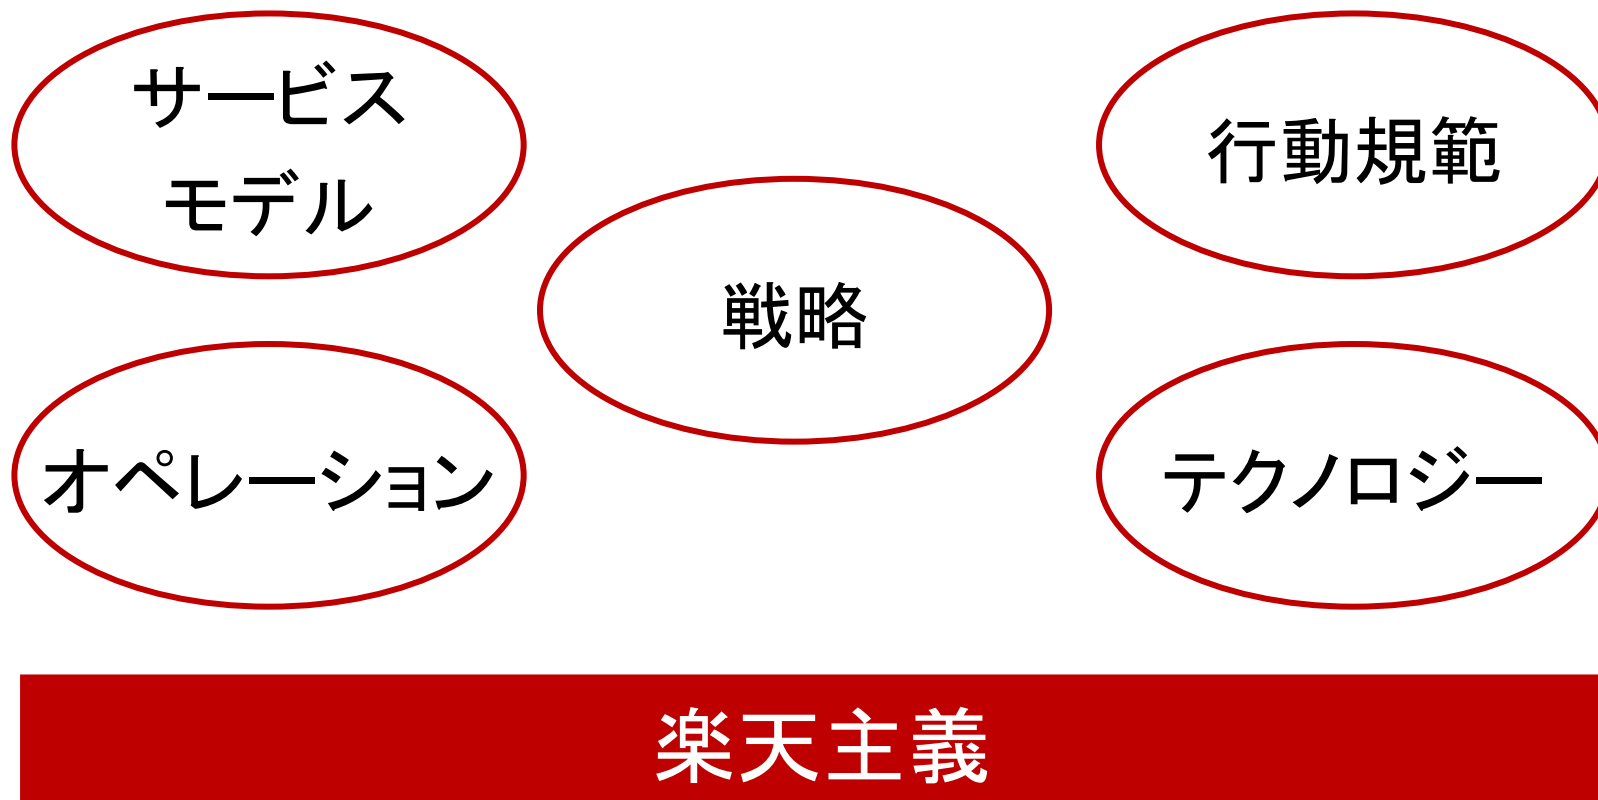 サービス
モデル
行動規範
戦略
オペレーション
テクノロジー
楽天主義